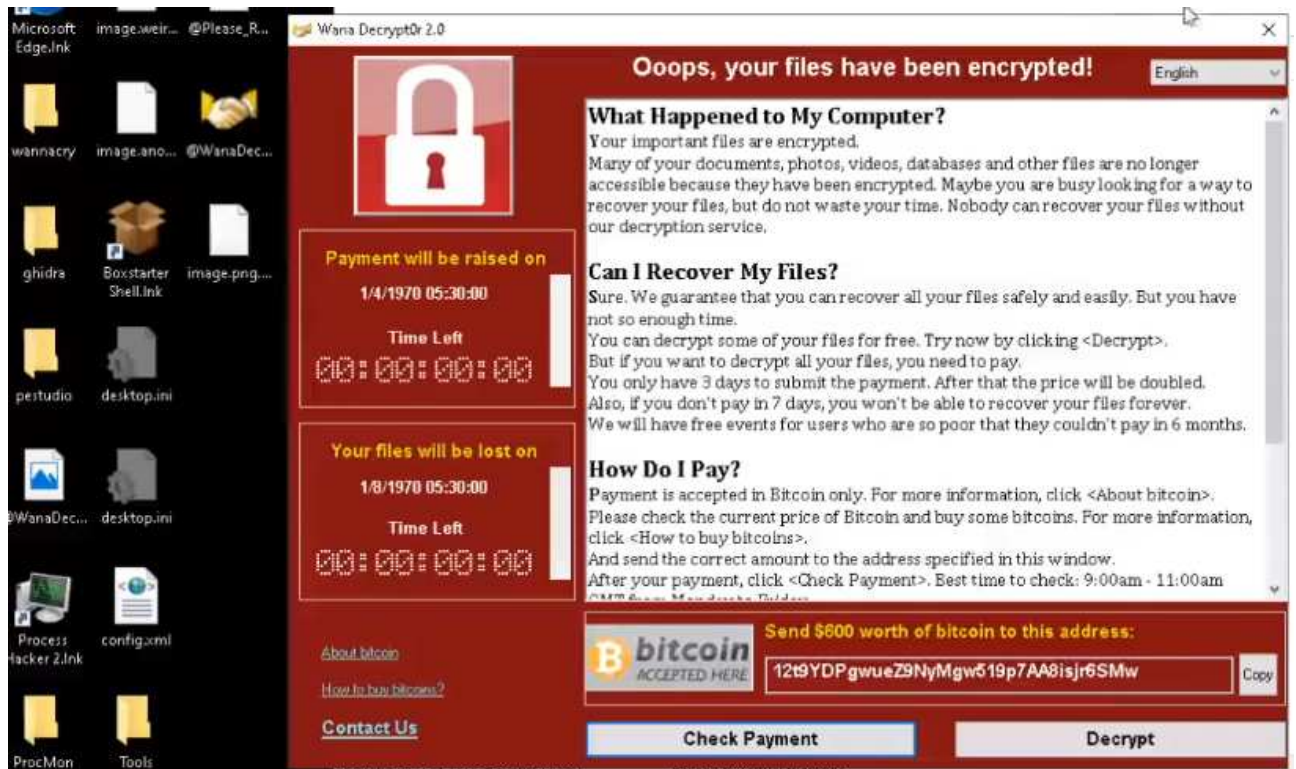 Microsoft Edge.lnk
image.weir...
@Please_R...
wannacry
image.ano...
@WanaDec...
ghidra
Boxstarter Shell.lnk
image.png....
pestudio
desktop.ini
WanaDec...
desktop.ini
Process Hacker 2.lnk
config.xml
ProcMon
Tools
Wana Decrypt0r 2.0
Ooops, your files have been encrypted!
English
Payment will be raised on
1/4/1970 05:30:00
Time Left
00:00:00:00
Your files will be lost on
1/8/1970 05:30:00
Time Left
00:00:00:00
About bitcoin
How to buy bitcoins?
Contact Us
What Happened to My Computer?
Your important files are encrypted.
Many of your documents, photos, videos, databases and other files are no longer
accessible because they have been encrypted. Maybe you are busy looking for a way to
recover your files, but do not waste your time. Nobody can recover your files without
our decryption service.
Can I Recover My Files?
Sure. We guarantee that you can recover all your files safely and easily. But you have
not so enough time.
You can decrypt some of your files for free. Try now by clicking <Decrypt>.
But if you want to decrypt all your files, you need to pay.
You only have 3 days to submit the payment. After that the price will be doubled.
Also, if you don't pay in 7 days, you won't be able to recover your files forever.
We will have free events for users who are so poor that they couldn't pay in 6 months.
How Do I Pay?
Payment is accepted in Bitcoin only. For more information, click <About bitcoin>.
Please check the current price of Bitcoin and buy some bitcoins. For more information,
click <How to buy bitcoins>.
And send the correct amount to the address specified in this window.
After your payment, click <Check Payment>. Best time to check: 9:00am - 11:00am
bitcoin
ACCEPTED HERE
Send $600 worth of bitcoin to this address:
12t9YDPgwueZ9NyMgw519p7AA8isjr6SMw
Copy
Check Payment
Decrypt